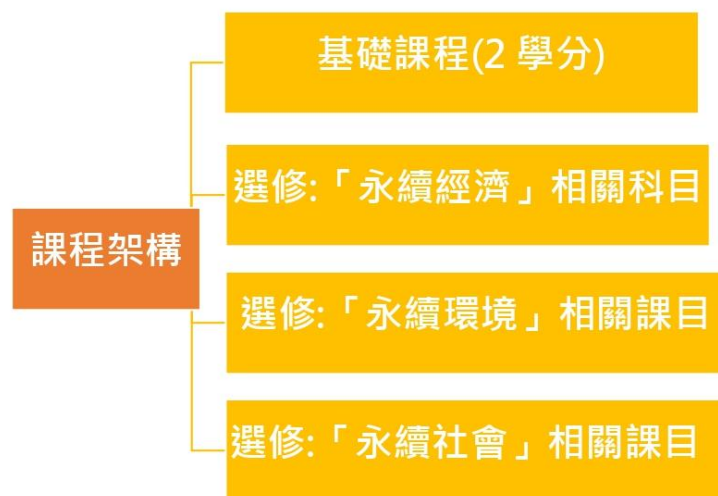 基礎課程(2 學分)
選修:「永續經濟」相關科目
課程架構
選修:「永續環境」相關課目
選修:「永續社會」相關課目